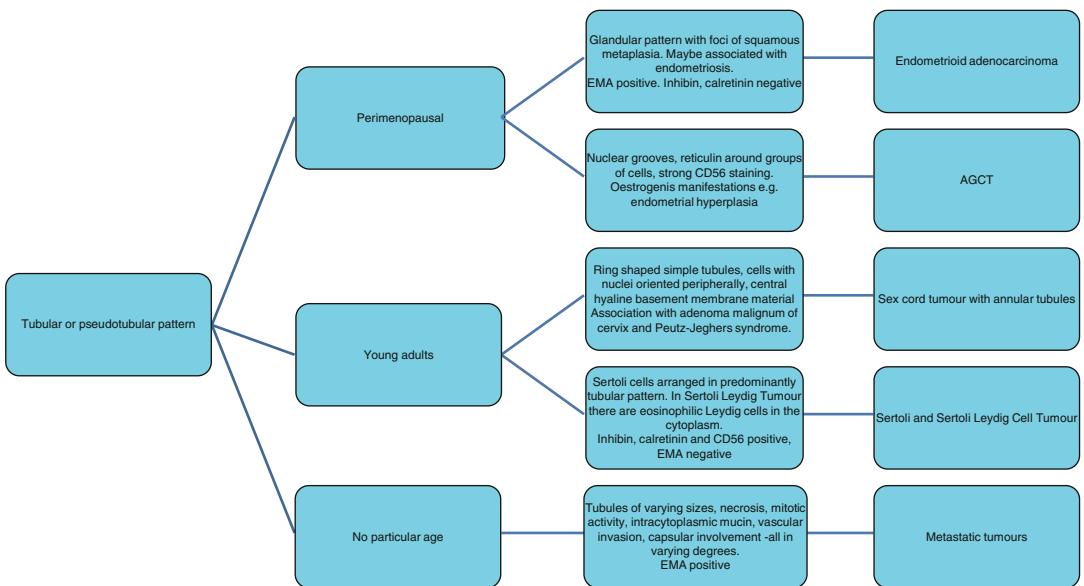 Tubular or pseudotubular pattern
Perimenopausal
Glandular pattern with foci of squamous
metaplasia. Maybe associated with
endometriosis.
EMA positive. Inhibin, calretinin negative
Endometrioid adenocarcinoma
Nuclear grooves, reticulin around groups
of cells, strong CD56 staining.
Oestrogenis manifestations e.g.
endometrial hyperplasia
AGCT
Young adults
Ring shaped simple tubules, cells with
nuclei oriented peripherally, central
hyaline basement membrane material
Association with adenoma malignum of
cervix and Peutz-Jeghers syndrome.
Sex cord tumour with annular tubules
Sertoli cells arranged in predominantly
tubular pattern. In Sertoli Leydig Tumour
there are eosinophilic Leydig cells in the
cytoplasm.
Inhibin, calretinin and CD56 positive,
EMA negative
Sertoli and Sertoli Leydig Cell Tumour
No particular age
Tubules of varying sizes, necrosis, mitotic
activity, intracytoplasmic mucin, vascular
invasion, capsular involvement -all in
varying degrees.
EMA positive
Metastatic tumours